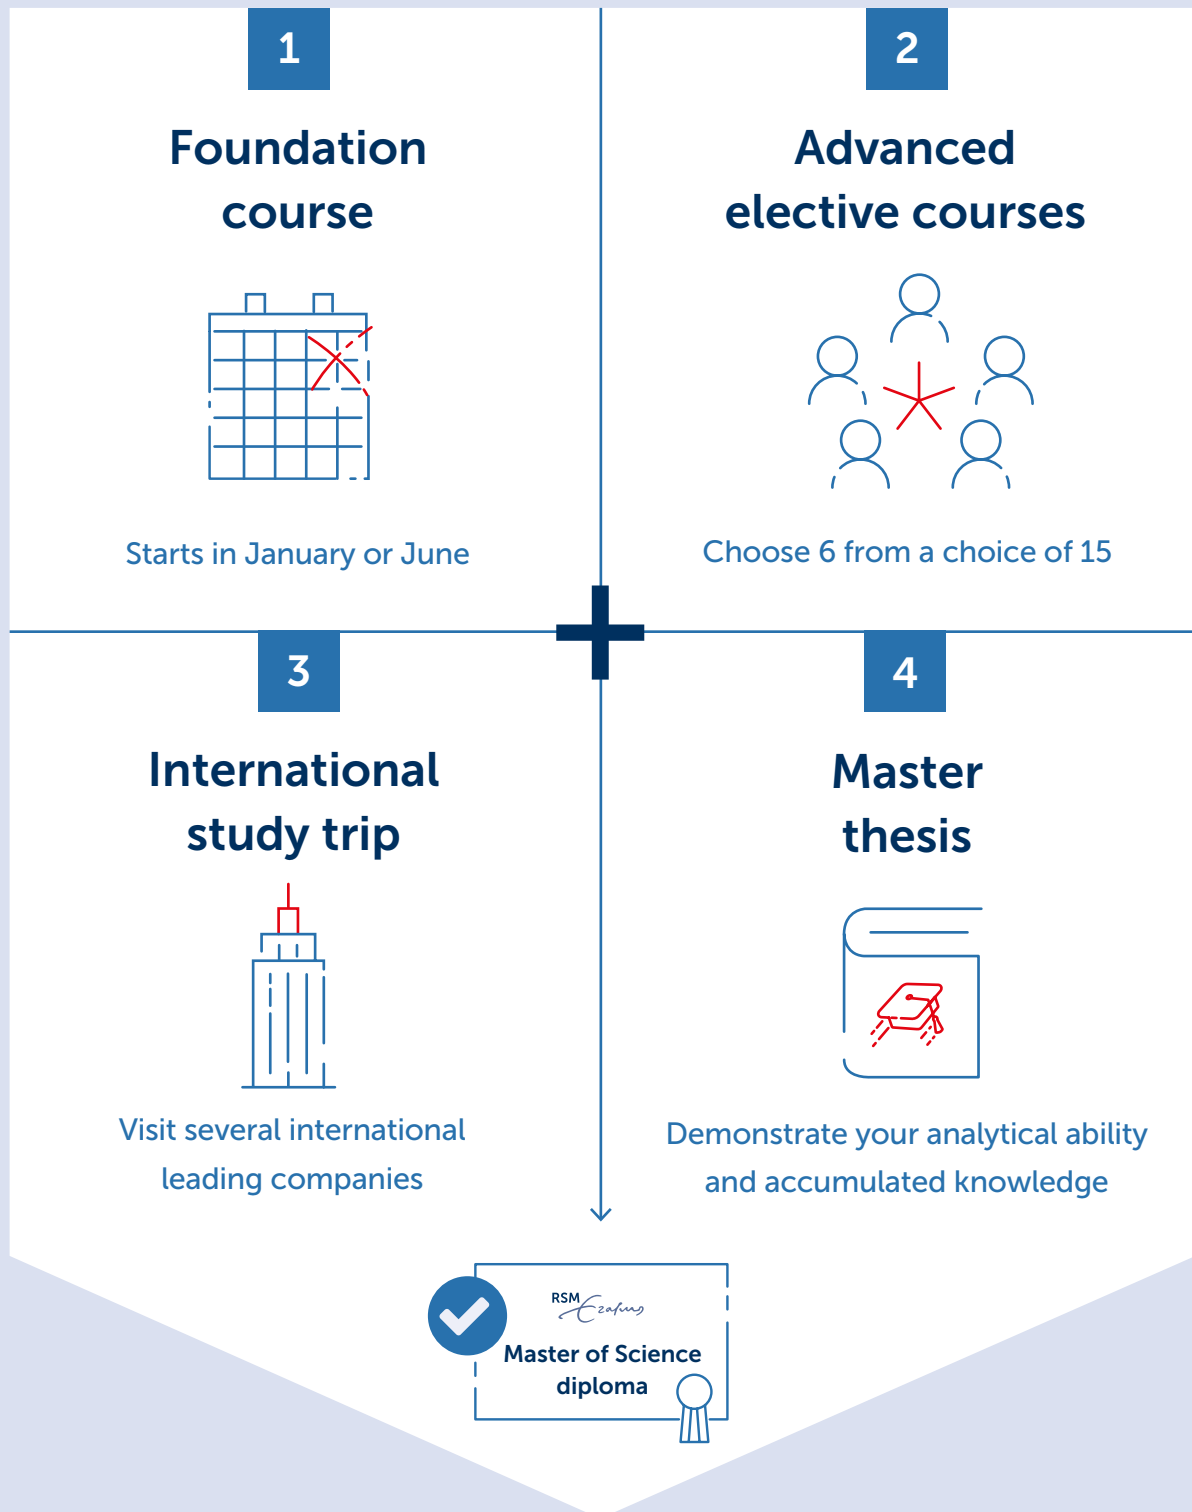 1
Foundation
course
Starts in January or June
2
Advanced
elective courses
Choose 6 from a choice of 15
3
International
study trip
Visit several international
leading companies
4
Master
thesis
Demonstrate your analytical ability
and accumulated knowledge
RSM Erasmus
Master of Science
diploma